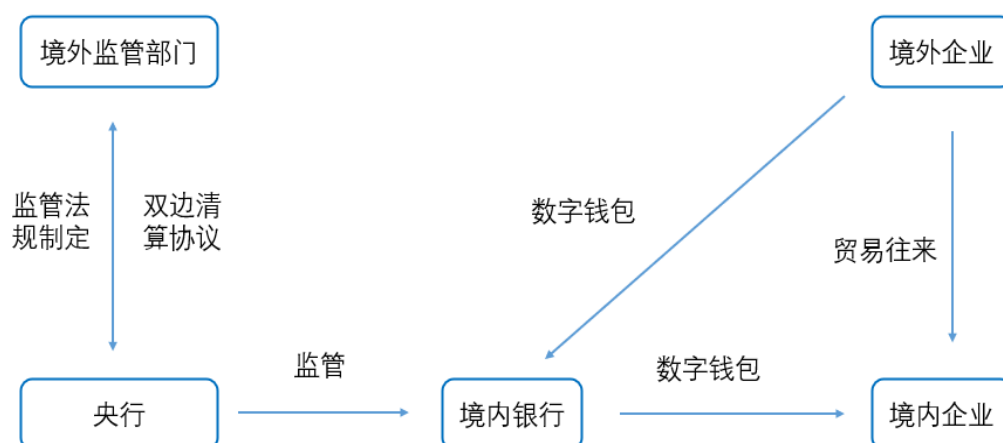 境外监管部门
境外企业
监管法
规制定
双边清
算协议
数字钱包
贸易往来
监管
数字钱包
央行
境内银行
境内企业